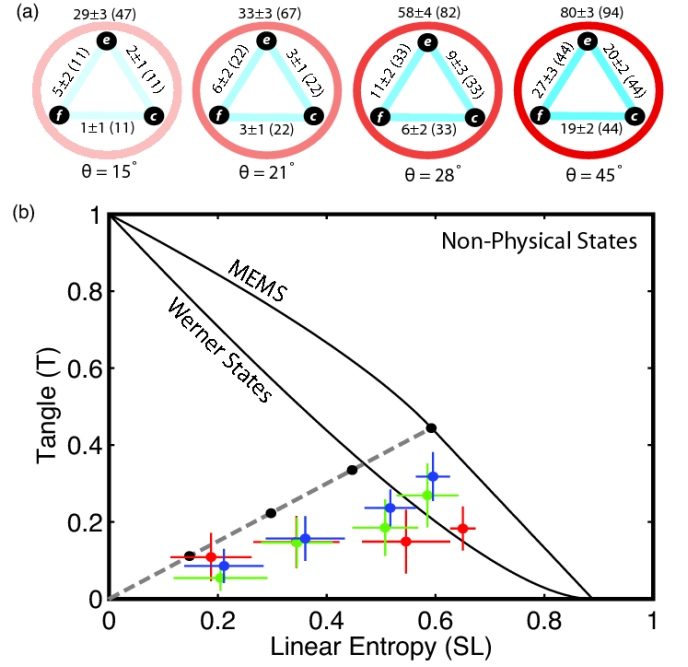 (a)
29±3 (47)
33±3 (67)
58±4 (82)
80±3 (94)
e
5±2 (11)
2±1 (11)
f
c
1±1 (11)
e
6±2 (22)
3±1 (22)
f
c
3±1 (22)
e
11±2 (33)
9±3 (33)
f
c
6±2 (33)
e
27±3 (44)
20±2 (44)
f
c
19±2 (44)
θ = 15°
θ = 21°
θ = 28°
θ = 45°
(b)
Non-Physical States
MEMS
Werner States
Tangle (T)
1
0.8
0.6
0.4
0.2
0
0
0.2
0.4
0.6
0.8
1
Linear Entropy (SL)